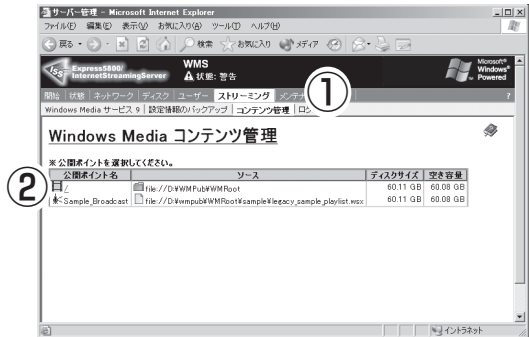 サーバー管理 - Microsoft Internet Explorer
ファイル(F) 編集(E) 表示(V) お気に入り(A) ツール(T) ヘルプ(H)
戻る 検索 お気に入り メディア
ISS Express5800/ InternetStreamingServer
WMS
状態: 警告
Microsoft® Windows® Powered
開始 状態 ネットワーク ディスク ユーザー ストリーミング ?
①
Windows Media サービス 9 設定情報のバックアップ コンテンツ管理
Windows Media コンテンツ管理
※公開ポイントを選択してください。
②
公開ポイント名 ソース ディスクサイズ 空き容量
/ file://D:¥WMPub¥WMRoot 60.11 GB 60.08 GB
Sample_Broadcast file://D:¥wmpub¥WMRoot¥sample¥legacy_sample_playlist.wsx 60.11 GB 60.08 GB
イントラネット